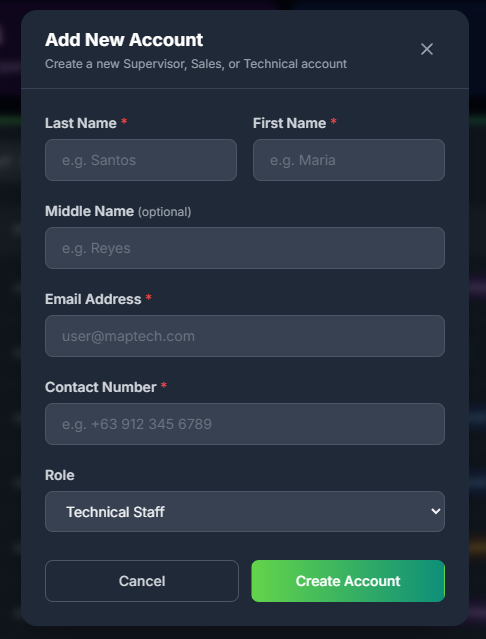 Add New Account
Create a new Supervisor, Sales, or Technical account
Last Name *
First Name *
e.g. Santos
e.g. Maria
Middle Name (optional)
e.g. Reyes
Email Address *
user@maptech.com
Contact Number *
e.g. +63 912 345 6789
Role
Technical Staff
Cancel
Create Account